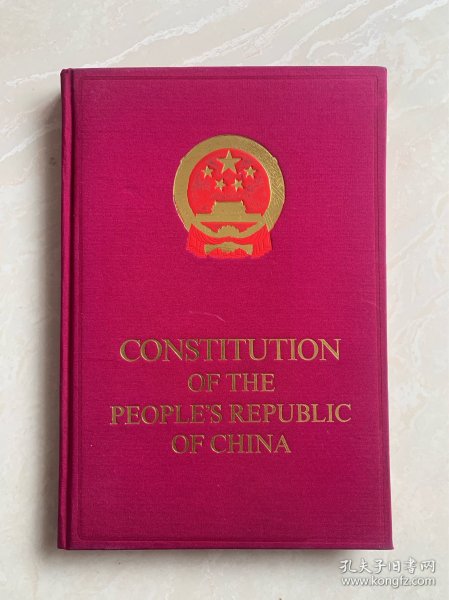 CONSTITUTION
OF THE
PEOPLE'S REPUBLIC
OF CHINA
孔夫子旧书网
www.kongfz.com